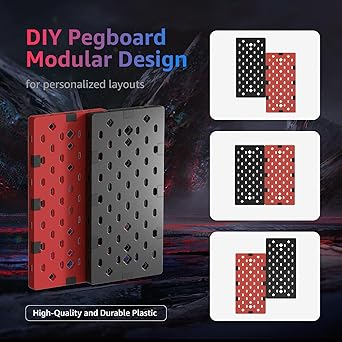 DIY Pegboard
Modular Design
for personalized layouts
High-Quality and Durable Plastic